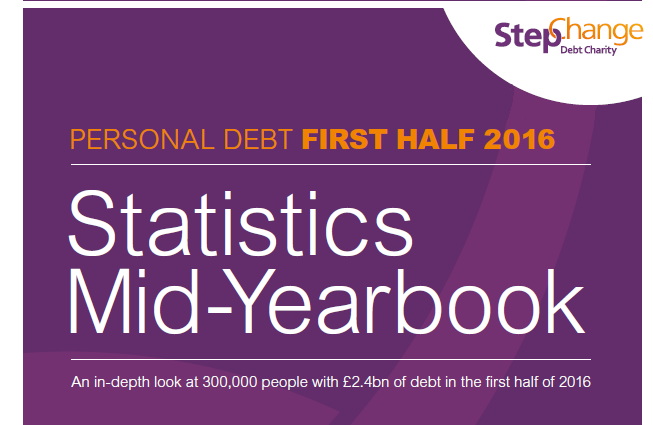 StepChange
Debt Charity
PERSONAL DEBT FIRST HALF 2016
Statistics
Mid-Yearbook
An in-depth look at 300,000 people with £2.4bn of debt in the first half of 2016